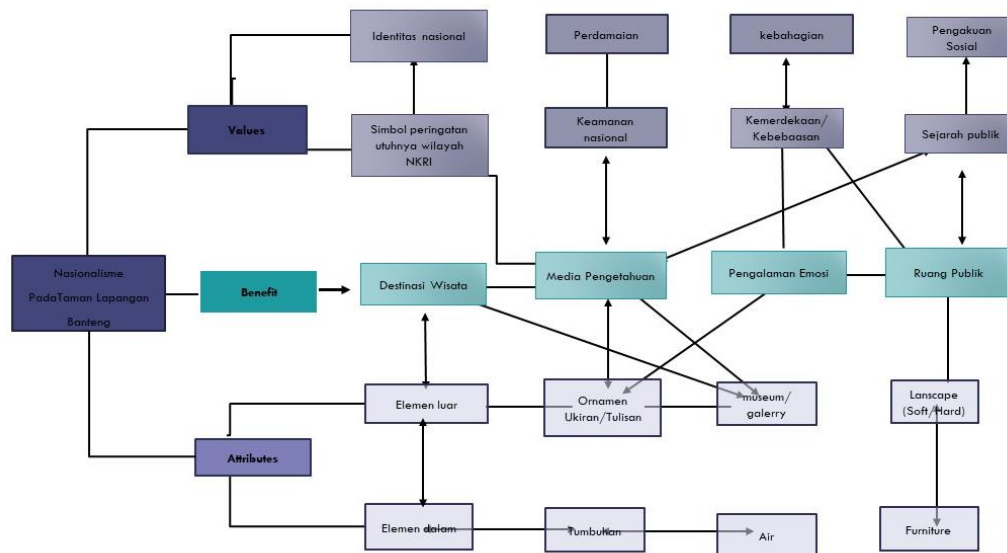 Identitas nasional
Perdamaian
kebahagian
Pengakuan
Sosial
Values
Simbol peringatan
utuhnya wilayah
NKRI
Keamanan
nasional
Kemerdekaan/
Kebebaasan
Sejarah publik
Nasionalisme
PadaTaman Lapangan
Banteng
Benefit
Destinasi Wisata
Media Pengetahuan
Pengalaman Emosi
Ruang Publik
Elemen luar
Ornamen
Ukiran/Tulisan
museum/
galerry
Lanscape
(Soft/Hard)
Attributes
Elemen dalam
Tumbuhan
Air
Furniture